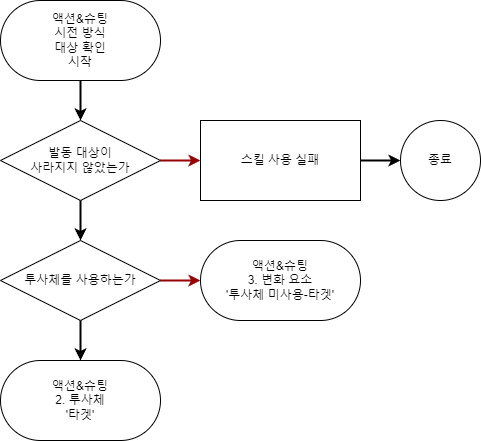 액션&슈팅
시전 방식
대상 확인
시작
발동 대상이
사라지지 않았는가
스킬 사용 실패
종료
투사체를 사용하는가
액션&슈팅
3. 변화 요소
'투사체 미사용-타겟'
액션&슈팅
2. 투사체
'타겟'